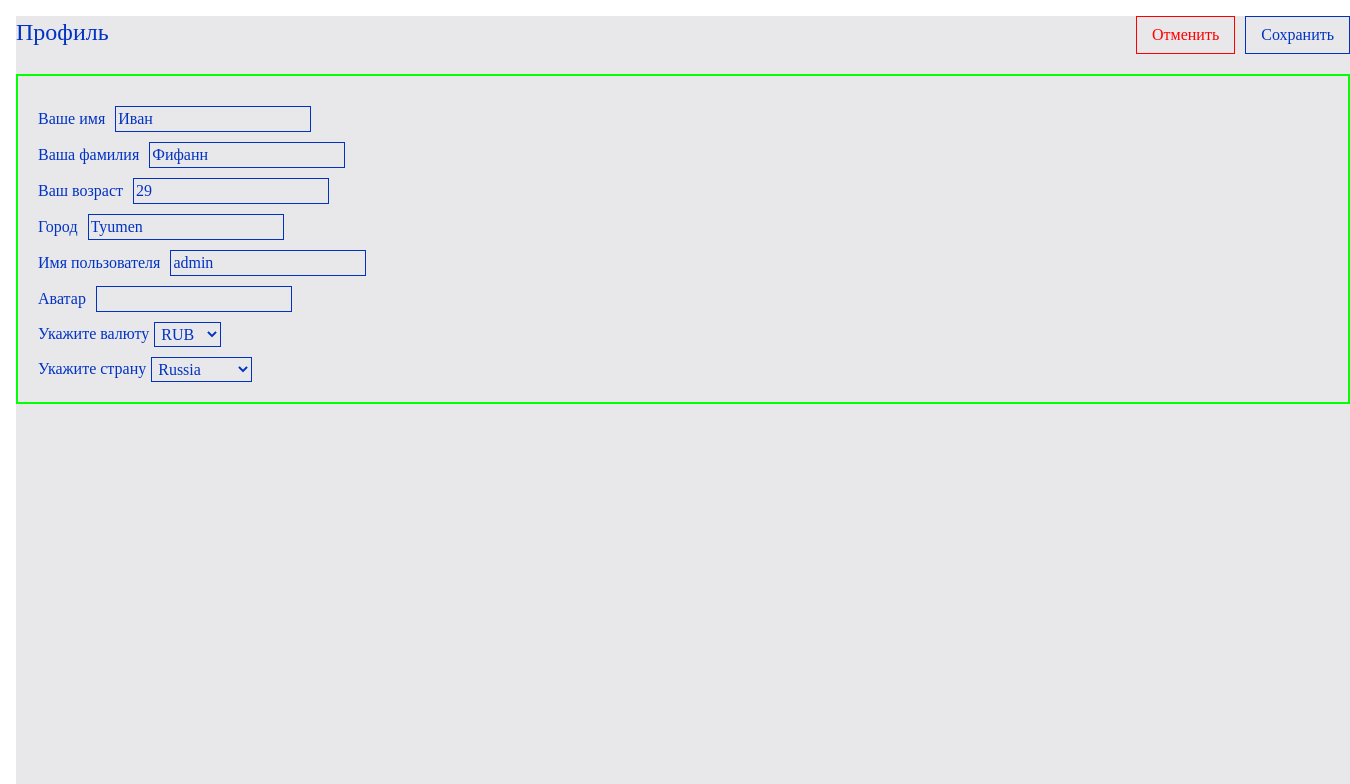 Профиль Отменить Сохранить
Ваше имя Иван
Ваша фамилия Фифанн
Ваш возраст 29
Город Tyumen
Имя пользователя admin
Аватар
Укажите валюту RUB
Укажите страну Russia